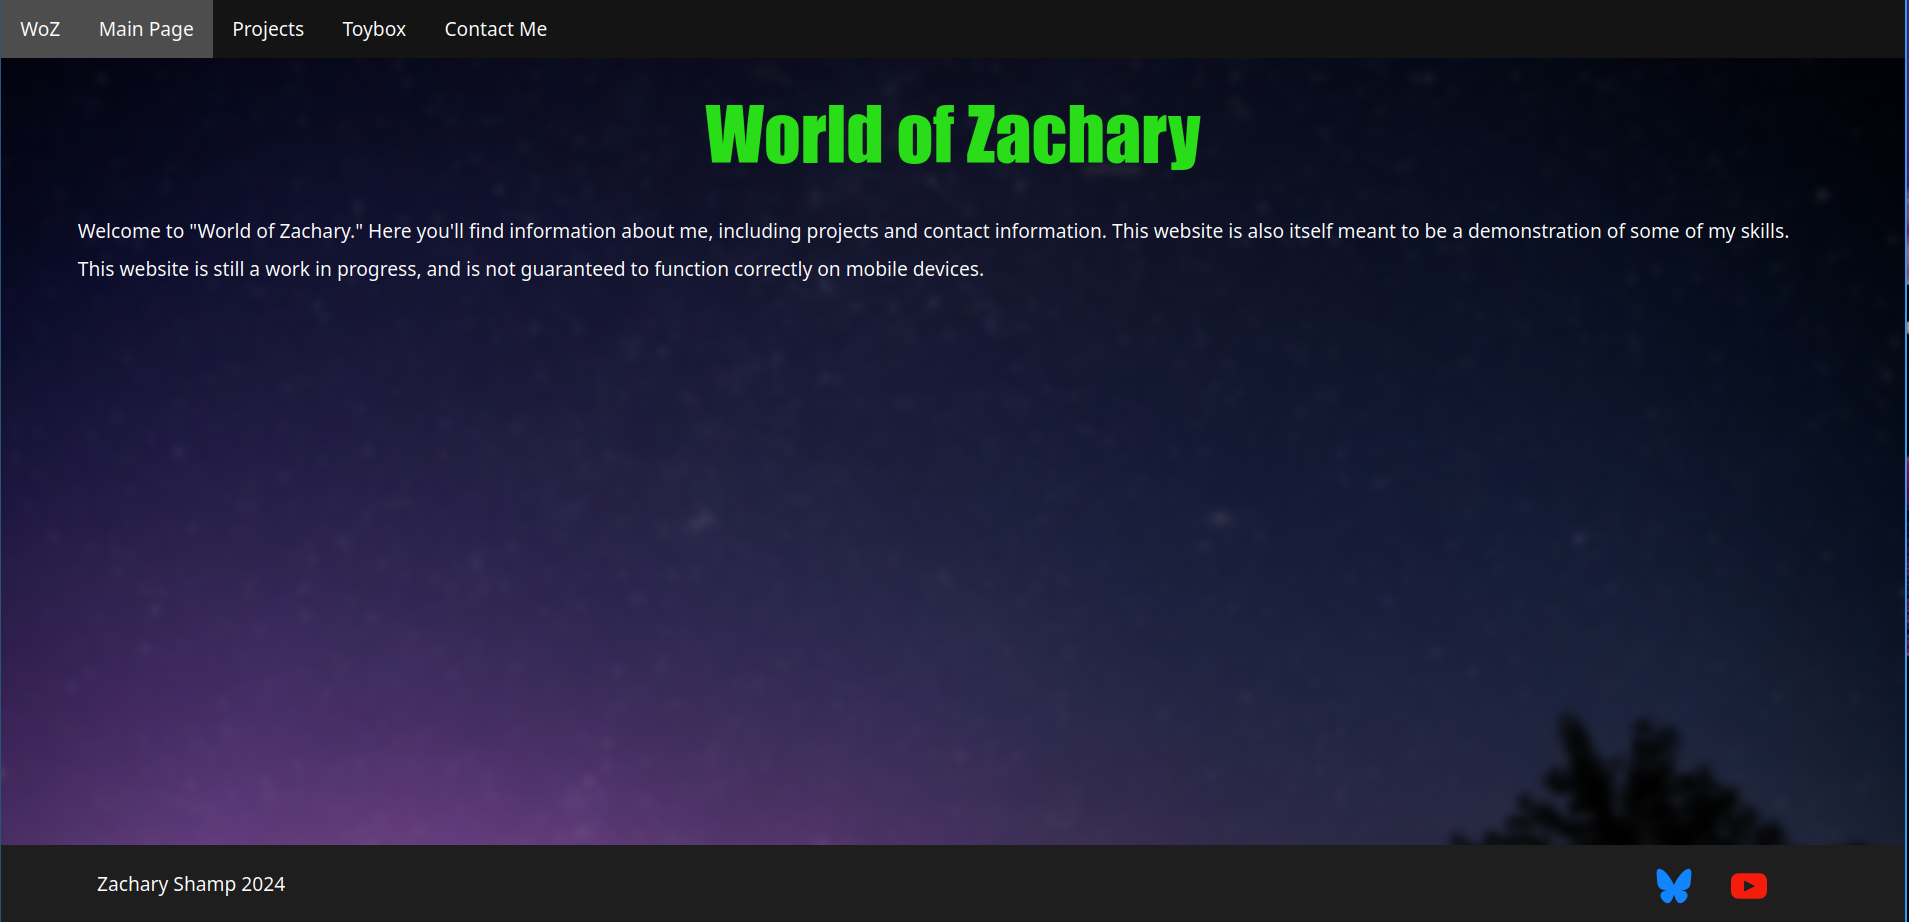 WoZ Main Page Projects Toybox Contact Me
World of Zachary
Welcome to "World of Zachary." Here you'll find information about me, including projects and contact information. This website is also itself meant to be a demonstration of some of my skills.
This website is still a work in progress, and is not guaranteed to function correctly on mobile devices.
Zachary Shamp 2024